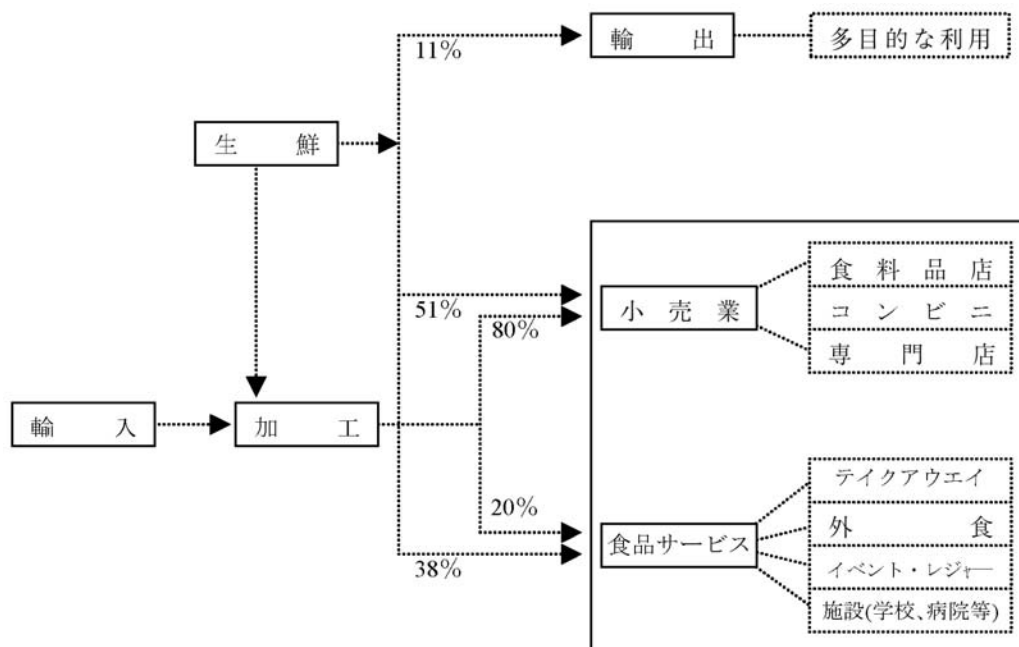 輸出
多目的な利用
11%
生鮮
食料品店
小売業
コンビニ
51%
80%
専門店
輸入
加工
テイクアウエイ
20%
外食
食品サービス
イベント・レジャー
38%
施設(学校、病院等)